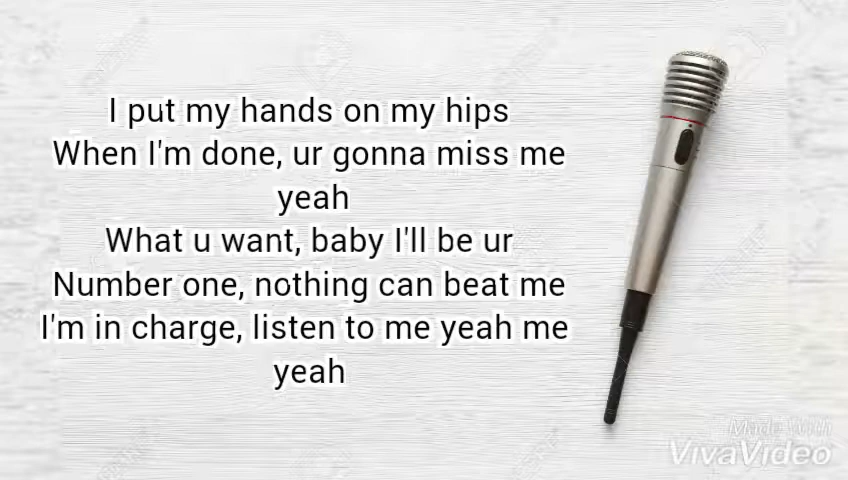 I put my hands on my hips
When I'm done, ur gonna miss me
yeah
What u want, baby I'll be ur
Number one, nothing can beat me
I'm in charge, listen to me yeah me
yeah
Made With
VivaVideo